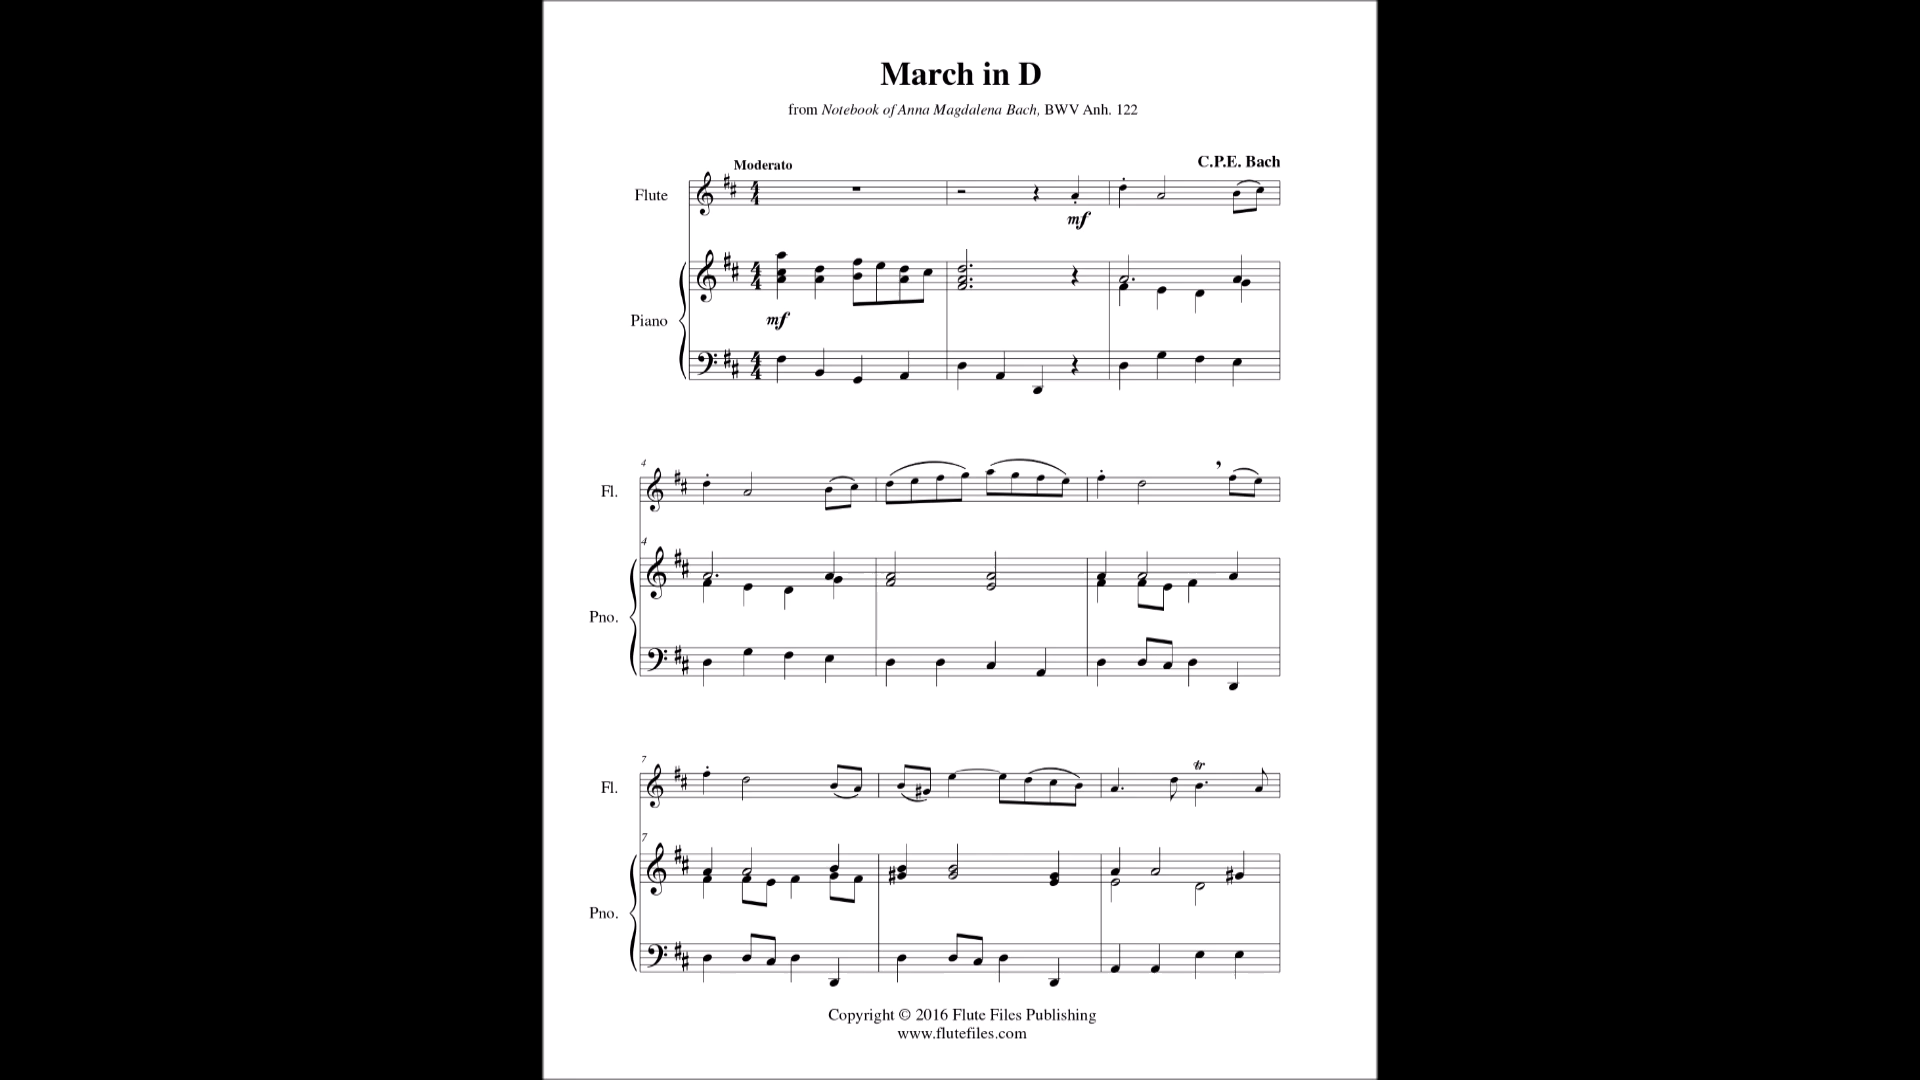 March in D
from Notebook of Anna Magdalena Bach, BWV Anh. 122
C.P.E. Bach
Moderato
Flute
mf
Piano
mf
4
Fl.
4
Pno.
7
tr
Fl.
7
Pno.
Copyright © 2016 Flute Files Publishing
www.flutefiles.com